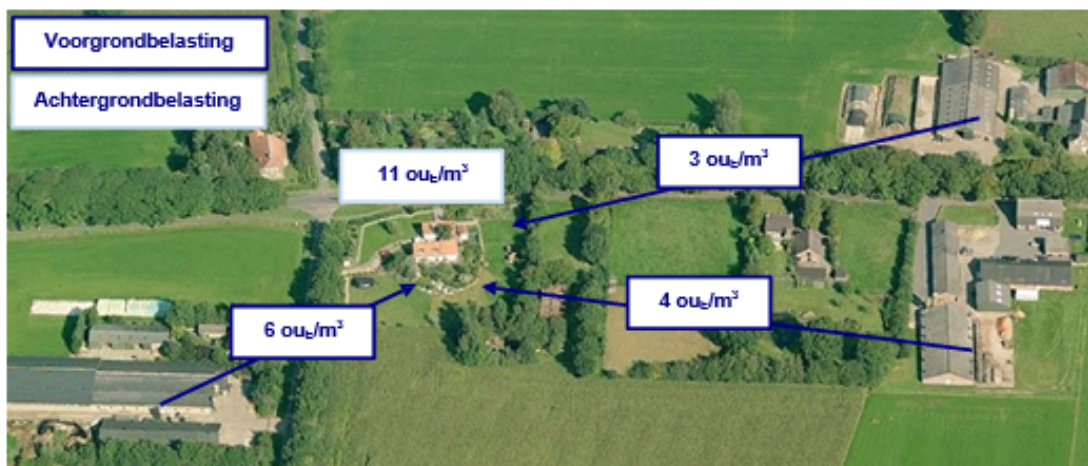 Voorgrondbelasting
Achtergrondbelasting
11 ouₑ/m³
3 ouₑ/m³
4 ouₑ/m³
6 ouₑ/m³